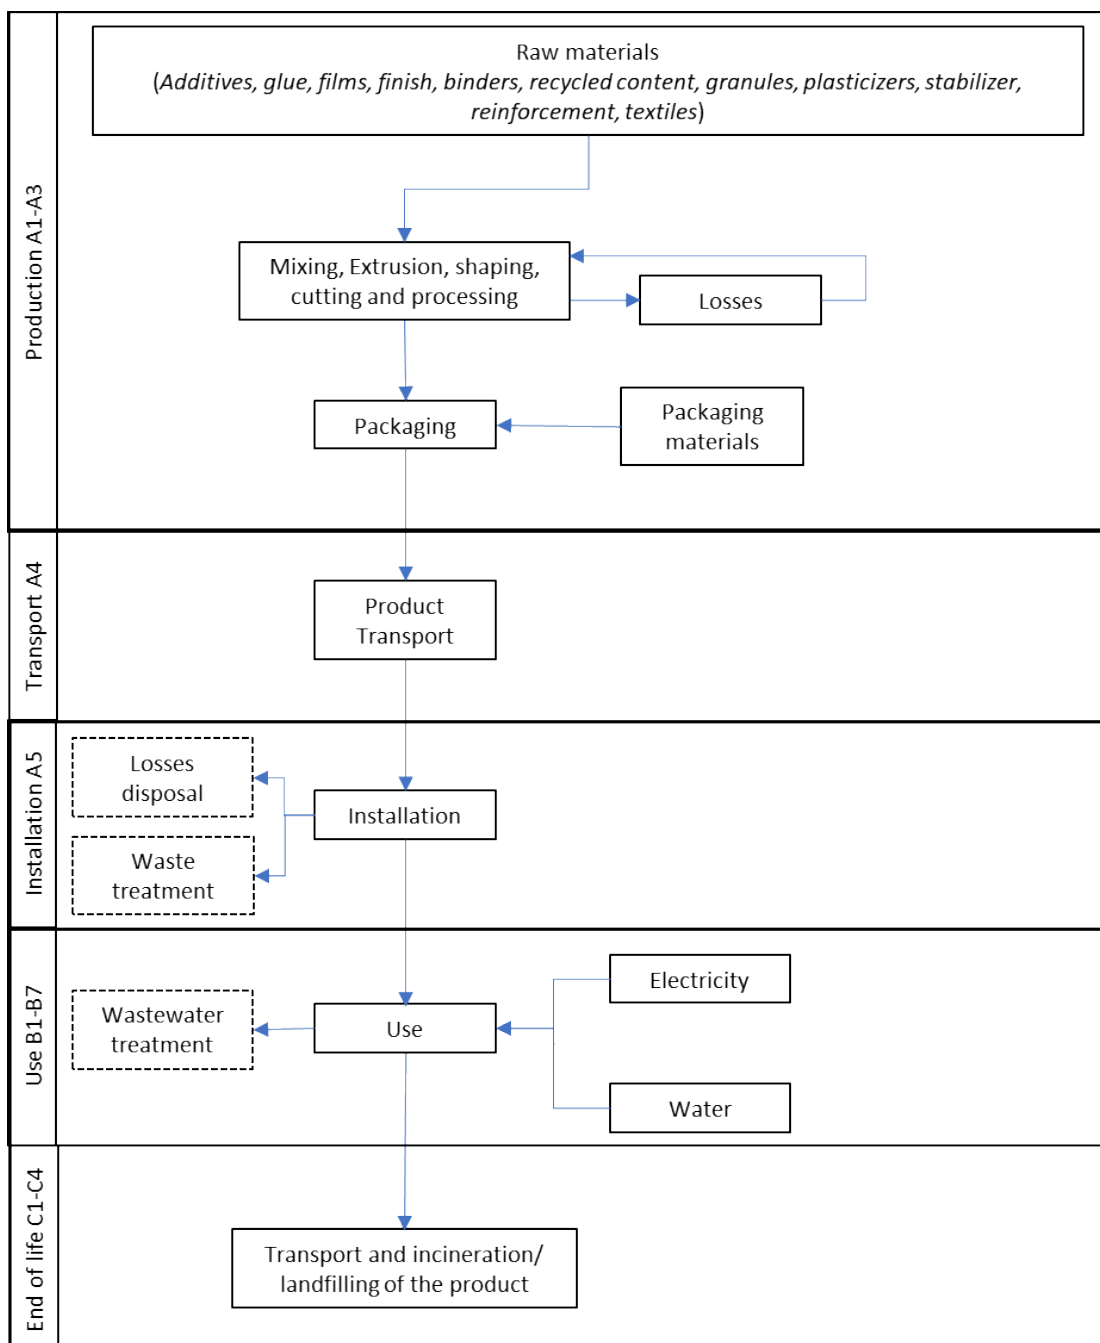 Production A1-A3
Raw materials
(Additives, glue, films, finish, binders, recycled content, granules, plasticizers, stabilizer,
reinforcement, textiles)
Mixing, Extrusion, shaping,
cutting and processing
Losses
Packaging
Packaging
materials
Transport A4
Product
Transport
Installation A5
Losses
disposal
Installation
Waste
treatment
Use B1-B7
Electricity
Wastewater
treatment
Use
Water
End of life C1-C4
Transport and incineration/
landfilling of the product